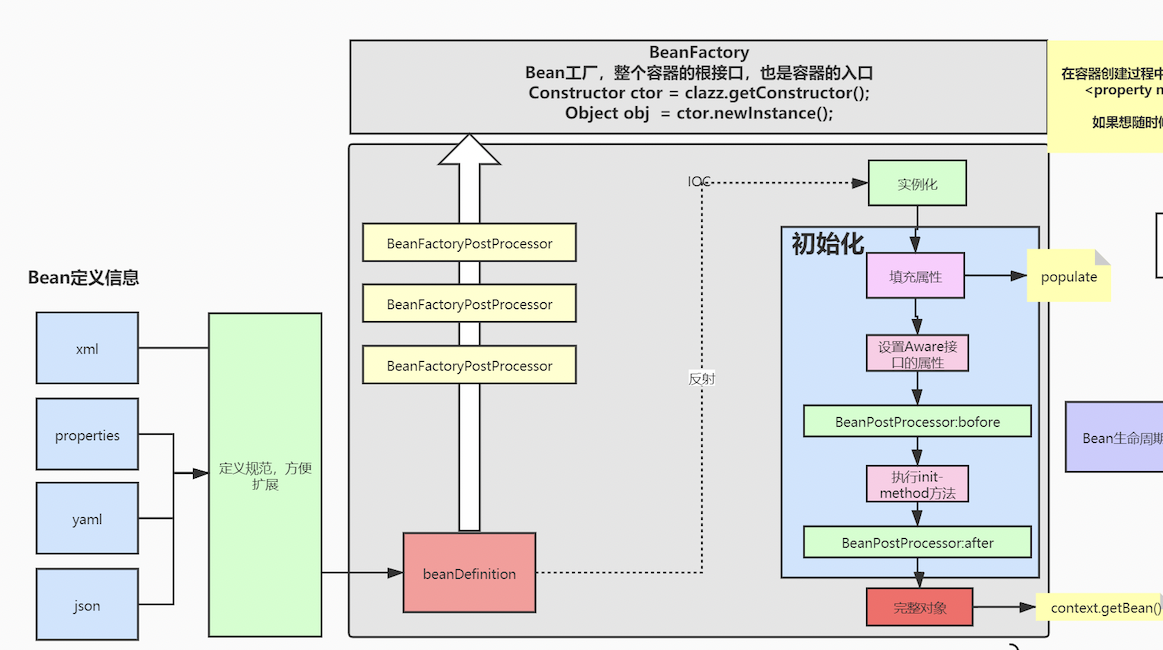 BeanFactory
Bean工厂，整个容器的根接口，也是容器的入口
Constructor ctor = clazz.getConstructor();
Object obj = ctor.newInstance();
在容器创建过程中
<property n
如果想随时
IOC
实例化
初始化
BeanFactoryPostProcessor
填充属性
populate
Bean定义信息
BeanFactoryPostProcessor
xml
设置Aware接
口的属性
BeanFactoryPostProcessor
反射
BeanPostProcessor:bofore
properties
Bean生命周期
定义规范，方便
扩展
执行init-
method方法
yaml
BeanPostProcessor:after
beanDefinition
json
完整对象
context.getBean()